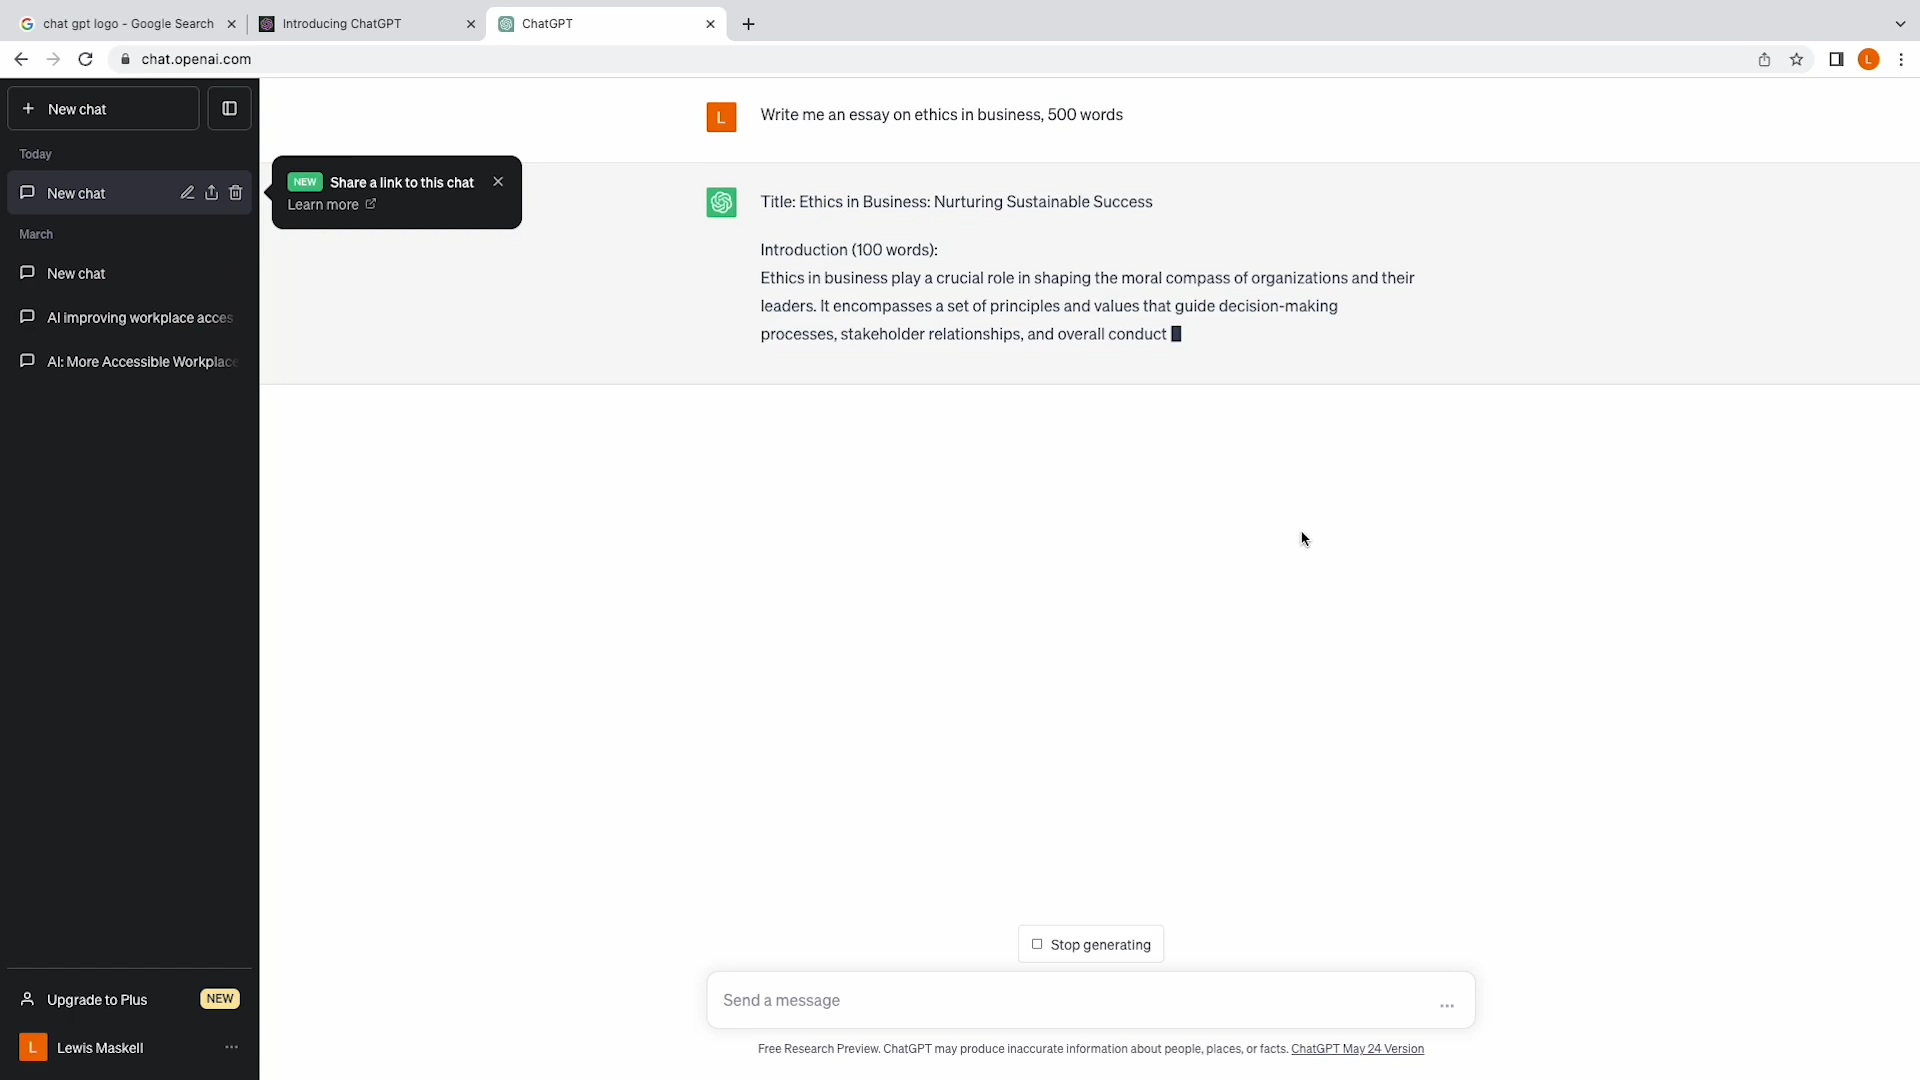 chat gpt logo - Google Search
Introducing ChatGPT
ChatGPT
chat.openai.com
L
New chat
Today
New chat
March
New chat
AI improving workplace acces
AI: More Accessible Workplace
NEW Share a link to this chat
Learn more
L
Write me an essay on ethics in business, 500 words
Title: Ethics in Business: Nurturing Sustainable Success
Introduction (100 words):
Ethics in business play a crucial role in shaping the moral compass of organizations and their
leaders. It encompasses a set of principles and values that guide decision-making
processes, stakeholder relationships, and overall conduct
Stop generating
Send a message
Free Research Preview. ChatGPT may produce inaccurate information about people, places, or facts. ChatGPT May 24 Version
Upgrade to Plus NEW
L Lewis Maskell